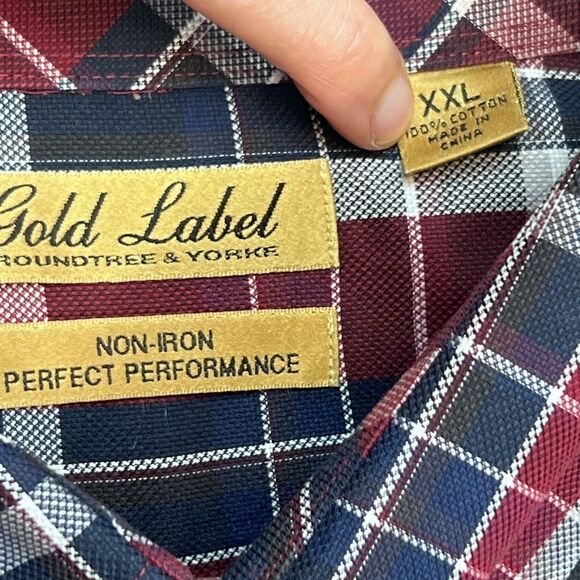 XXL
100% COTTON
MADE IN
CHINA
Gold Label
ROUNDTREE & YORKE
NON-IRON
PERFECT PERFORMANCE